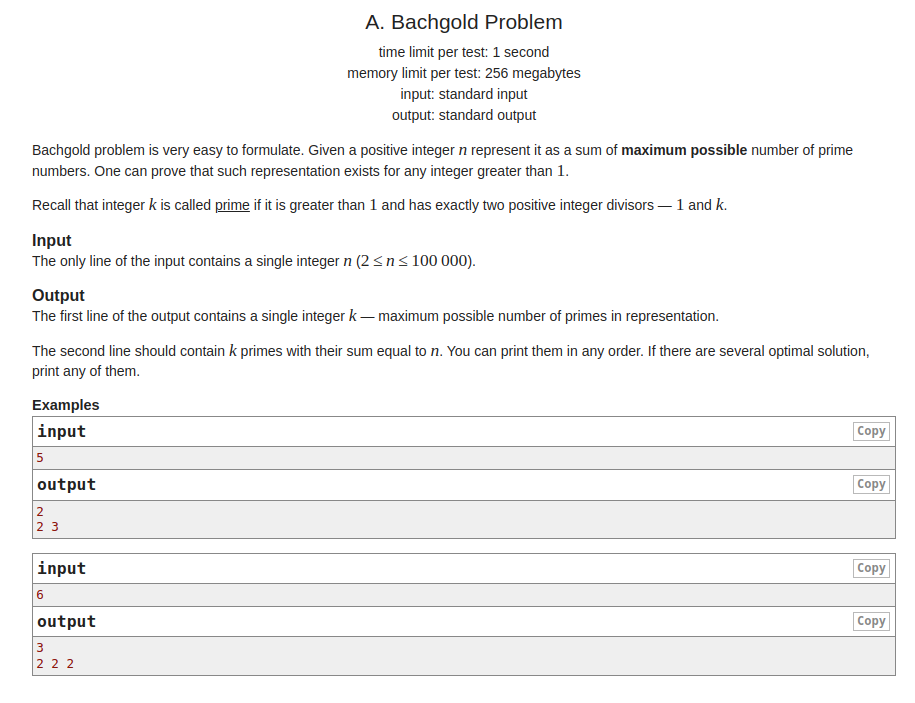 A. Bachgold Problem
time limit per test: 1 second
memory limit per test: 256 megabytes
input: standard input
output: standard output
Bachgold problem is very easy to formulate. Given a positive integer n represent it as a sum of maximum possible number of prime
numbers. One can prove that such representation exists for any integer greater than 1.
Recall that integer k is called prime if it is greater than 1 and has exactly two positive integer divisors — 1 and k.
Input
The only line of the input contains a single integer n (2 ≤ n ≤ 100 000).
Output
The first line of the output contains a single integer k — maximum possible number of primes in representation.
The second line should contain k primes with their sum equal to n. You can print them in any order. If there are several optimal solution,
print any of them.
Examples
input Copy
5
output Copy
2
2 3
input Copy
6
output Copy
3
2 2 2